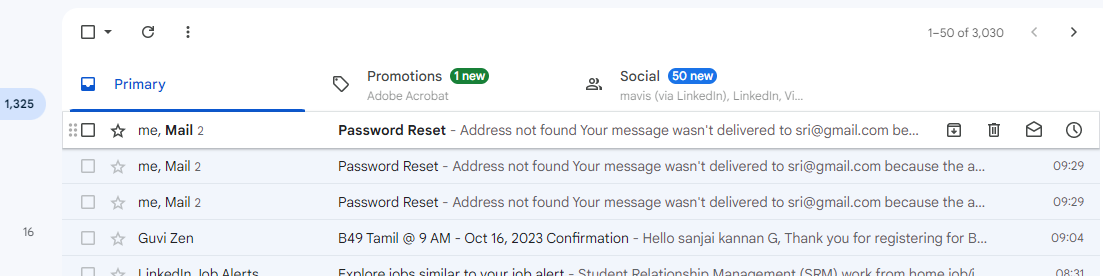 1–50 of 3,030
Primary
Promotions 1 new
Adobe Acrobat
Social 50 new
mavis (via LinkedIn), LinkedIn, Vi...
1,325
me, Mail 2 Password Reset - Address not found Your message wasn't delivered to sri@gmail.com be...
me, Mail 2 Password Reset - Address not found Your message wasn't delivered to sri@gmail.com because the a... 09:29
me, Mail 2 Password Reset - Address not found Your message wasn't delivered to sri@gmail.com because the a... 09:29
16
Guvi Zen B49 Tamil @ 9 AM - Oct 16, 2023 Confirmation - Hello sanjai kannan G, Thank you for registering for B... 09:04
LinkedIn Job Alerts Explore jobs similar to your job alert - Student Relationship Management (SRM) work from home job/i... 08:31